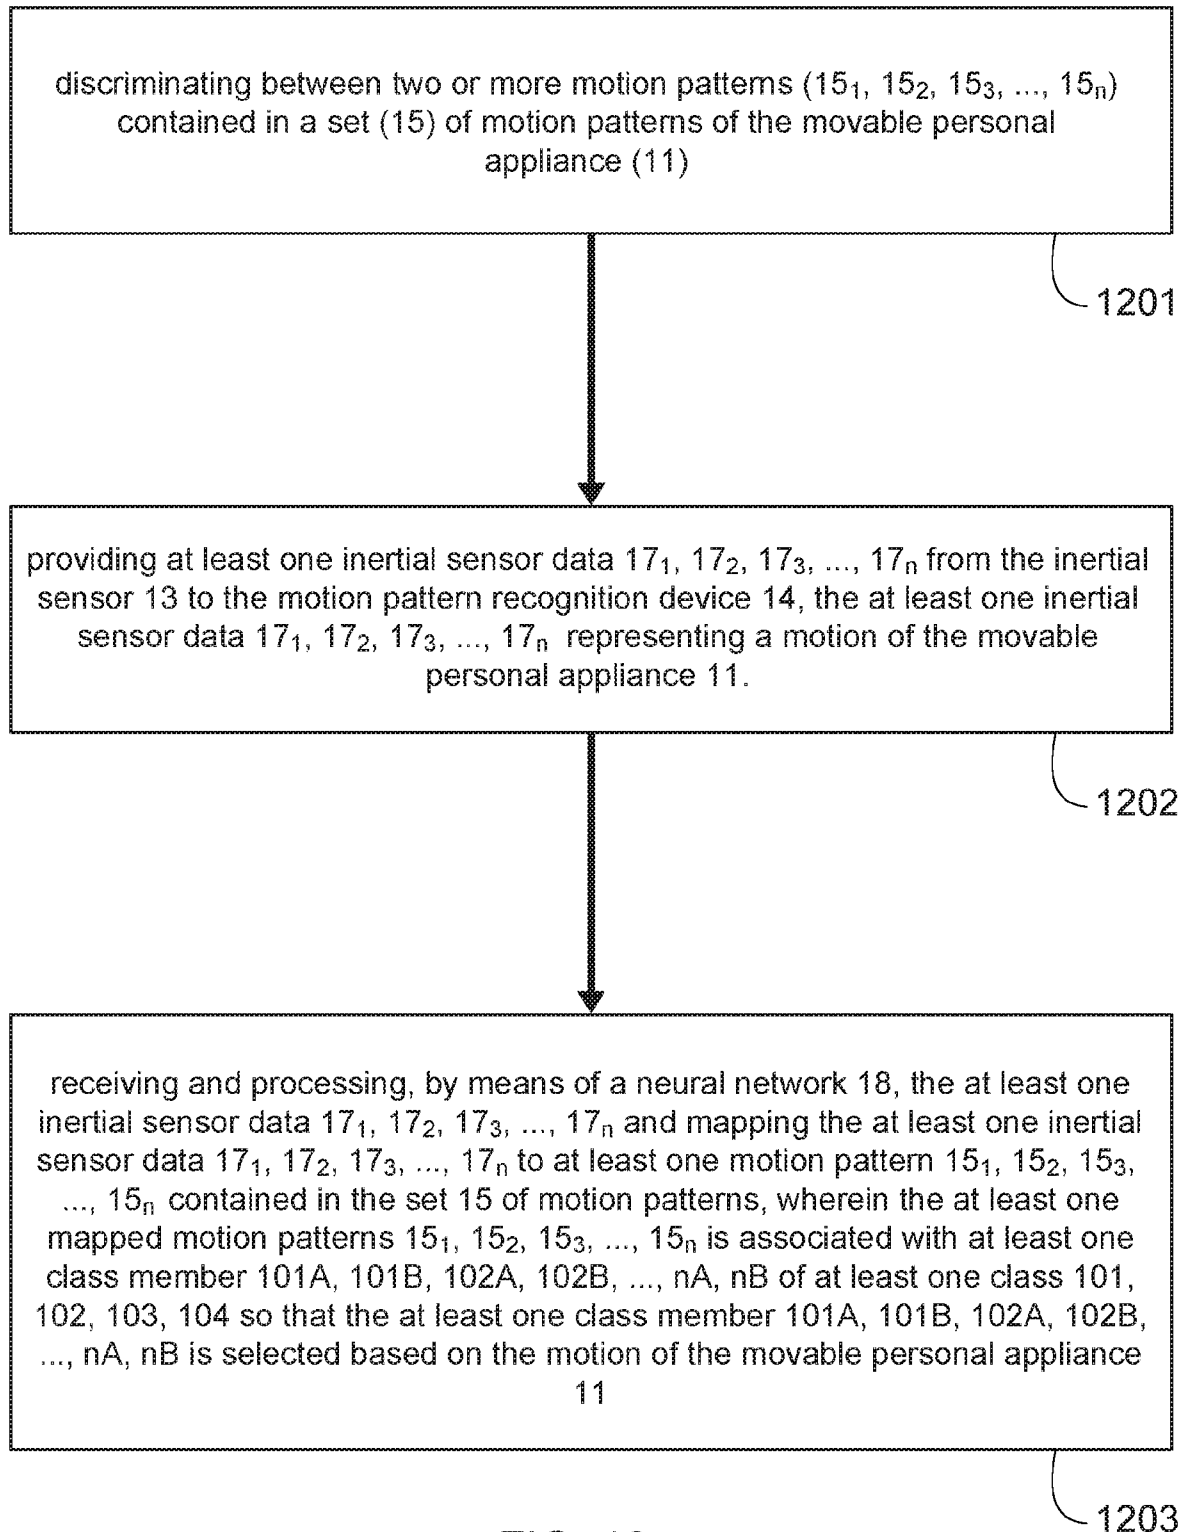 discriminating between two or more motion patterns (15₁, 15₂, 15₃, ..., 15ₙ)
contained in a set (15) of motion patterns of the movable personal
appliance (11)
1201
providing at least one inertial sensor data 17₁, 17₂, 17₃, ..., 17ₙ from the inertial
sensor 13 to the motion pattern recognition device 14, the at least one inertial
sensor data 17₁, 17₂, 17₃, ..., 17ₙ representing a motion of the movable
personal appliance 11.
1202
receiving and processing, by means of a neural network 18, the at least one
inertial sensor data 17₁, 17₂, 17₃, ..., 17ₙ and mapping the at least one inertial
sensor data 17₁, 17₂, 17₃, ..., 17ₙ to at least one motion pattern 15₁, 15₂, 15₃,
..., 15ₙ contained in the set 15 of motion patterns, wherein the at least one
mapped motion patterns 15₁, 15₂, 15₃, ..., 15ₙ is associated with at least one
class member 101A, 101B, 102A, 102B, ..., nA, nB of at least one class 101,
102, 103, 104 so that the at least one class member 101A, 101B, 102A, 102B,
..., nA, nB is selected based on the motion of the movable personal appliance
11
1203